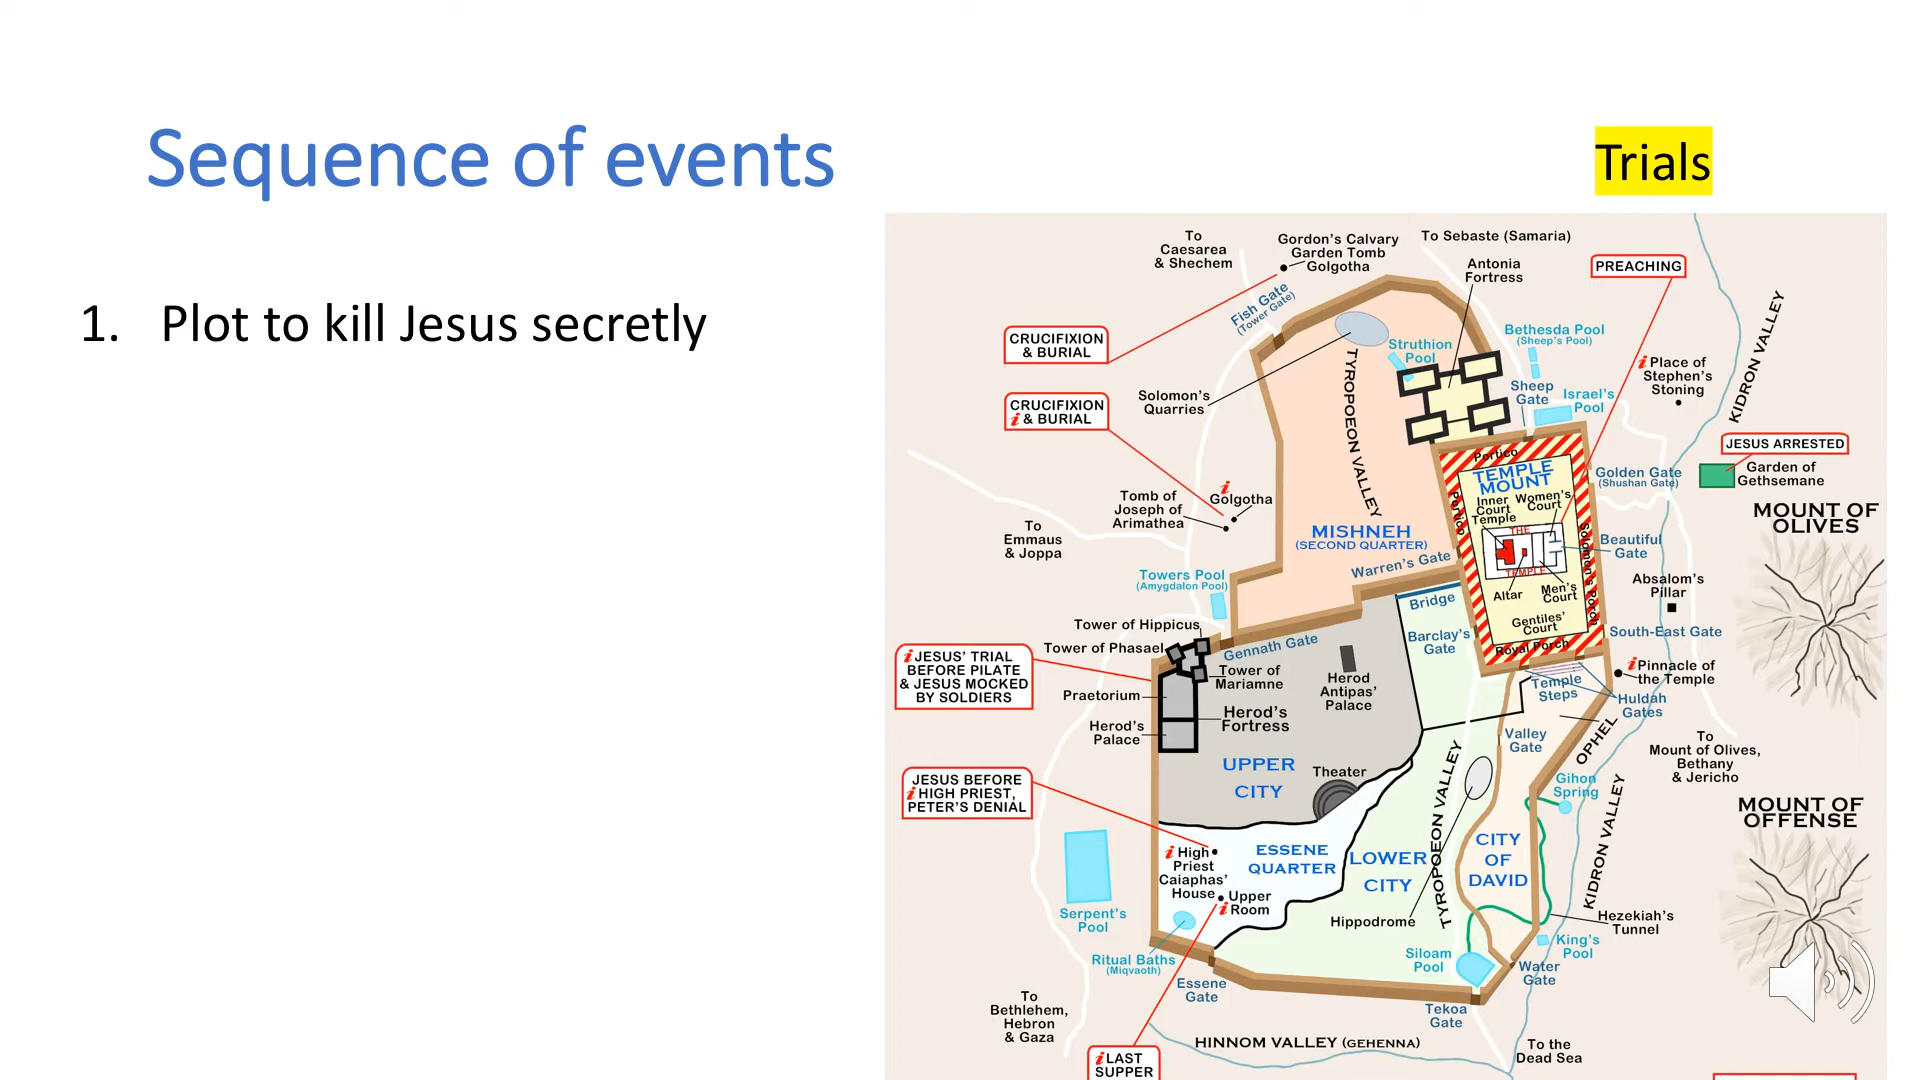 Sequence of events
Trials
1. Plot to kill Jesus secretly
To
Caesarea
& Shechem
Gordon's Calvary
Garden Tomb
Golgotha
To Sebaste (Samaria)
Antonia
Fortress
PREACHING
Fish Gate
(Tower Gate)
CRUCIFIXION
& BURIAL
Struthion
Pool
Bethesda Pool
(Sheep's Pool)
KIDRON VALLEY
i Place of
Stephen's
Stoning
Solomon's
Quarries
TYROPOEON VALLEY
Sheep
Gate
Israel's
Pool
CRUCIFIXION
i & BURIAL
JESUS ARRESTED
Garden of
Gethsemane
Portico
TEMPLE
MOUNT
Golden Gate
(Shushan Gate)
i
Golgotha
Tomb of
Joseph of
Arimathea
Portico
Inner
Court
Women's
Court
Temple
THE
TEMPLE
Solomon's Porch
MOUNT OF
OLIVES
To
Emmaus
& Joppa
MISHNEH
(SECOND QUARTER)
Beautiful
Gate
Warren's Gate
Towers Pool
(Amygdalon Pool)
Altar
Men's
Court
Absalom's
Pillar
Bridge
Gentiles'
Court
Tower of Hippicus
Tower of Phasael
Gennath Gate
Barclay's
Gate
Royal Porch
South-East Gate
i JESUS' TRIAL
BEFORE PILATE
& JESUS MOCKED
BY SOLDIERS
Tower of
Mariamne
Herod
Antipas'
Palace
Temple
Steps
i Pinnacle of
the Temple
Praetorium
Herod's
Fortress
Huldah
Gates
Herod's
Palace
Valley
Gate
OPHEL
To
Mount of Olives,
Bethany
& Jericho
UPPER
CITY
Theater
TYROPOEON VALLEY
Gihon
Spring
JESUS BEFORE
i HIGH PRIEST,
PETER'S DENIAL
KIDRON VALLEY
MOUNT OF
OFFENSE
i High
Priest
Caiaphas'
House
ESSENE
QUARTER
LOWER
CITY
CITY
OF
DAVID
Upper
i Room
Serpent's
Pool
Hippodrome
Hezekiah's
Tunnel
Ritual Baths
(Miqvaoth)
Siloam
Pool
King's
Pool
Water
Gate
Essene
Gate
To
Bethlehem,
Hebron
& Gaza
Tekoa
Gate
HINNOM VALLEY (GEHENNA)
To the
Dead Sea
i LAST
SUPPER